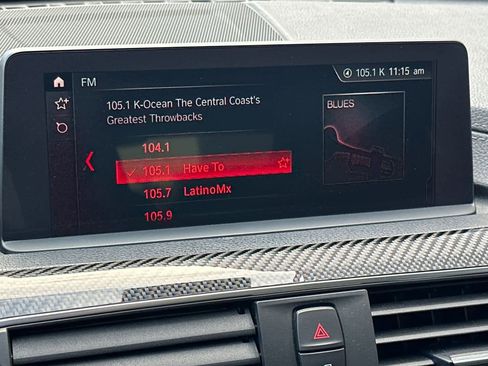 FM
105.1 K 11:15 am
105.1 K-Ocean The Central Coast's
Greatest Throwbacks
BLUES
104.1
105.1 Have To
105.7 LatinoMx
105.9